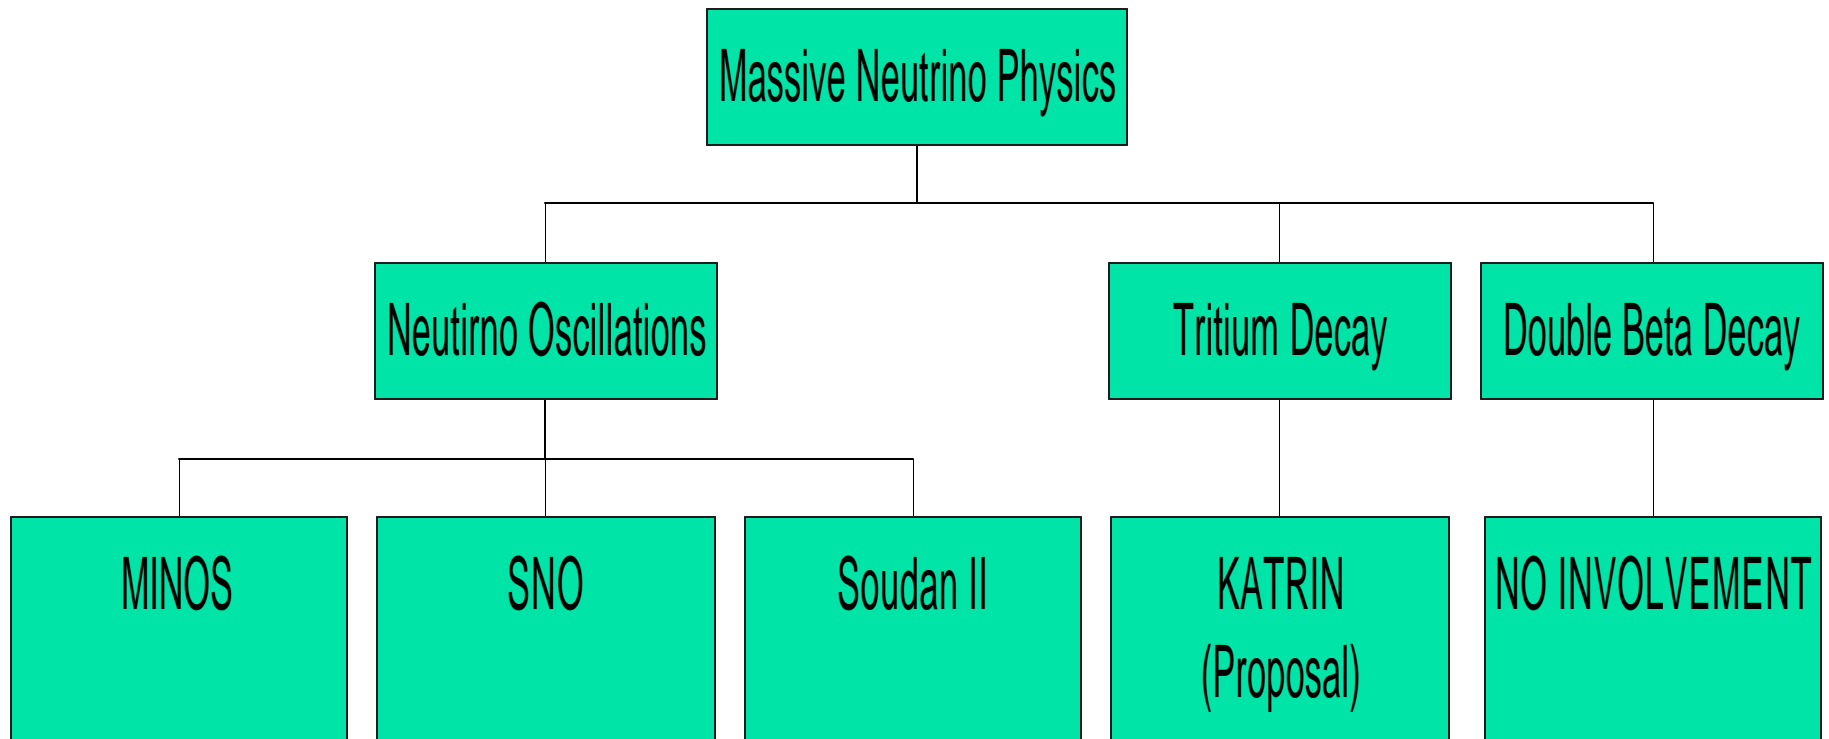 Massive Neutrino Physics
Neutirno Oscillations
Tritium Decay
Double Beta Decay
MINOS
SNO
Soudan II
KATRIN
(Proposal)
NO INVOLVEMENT